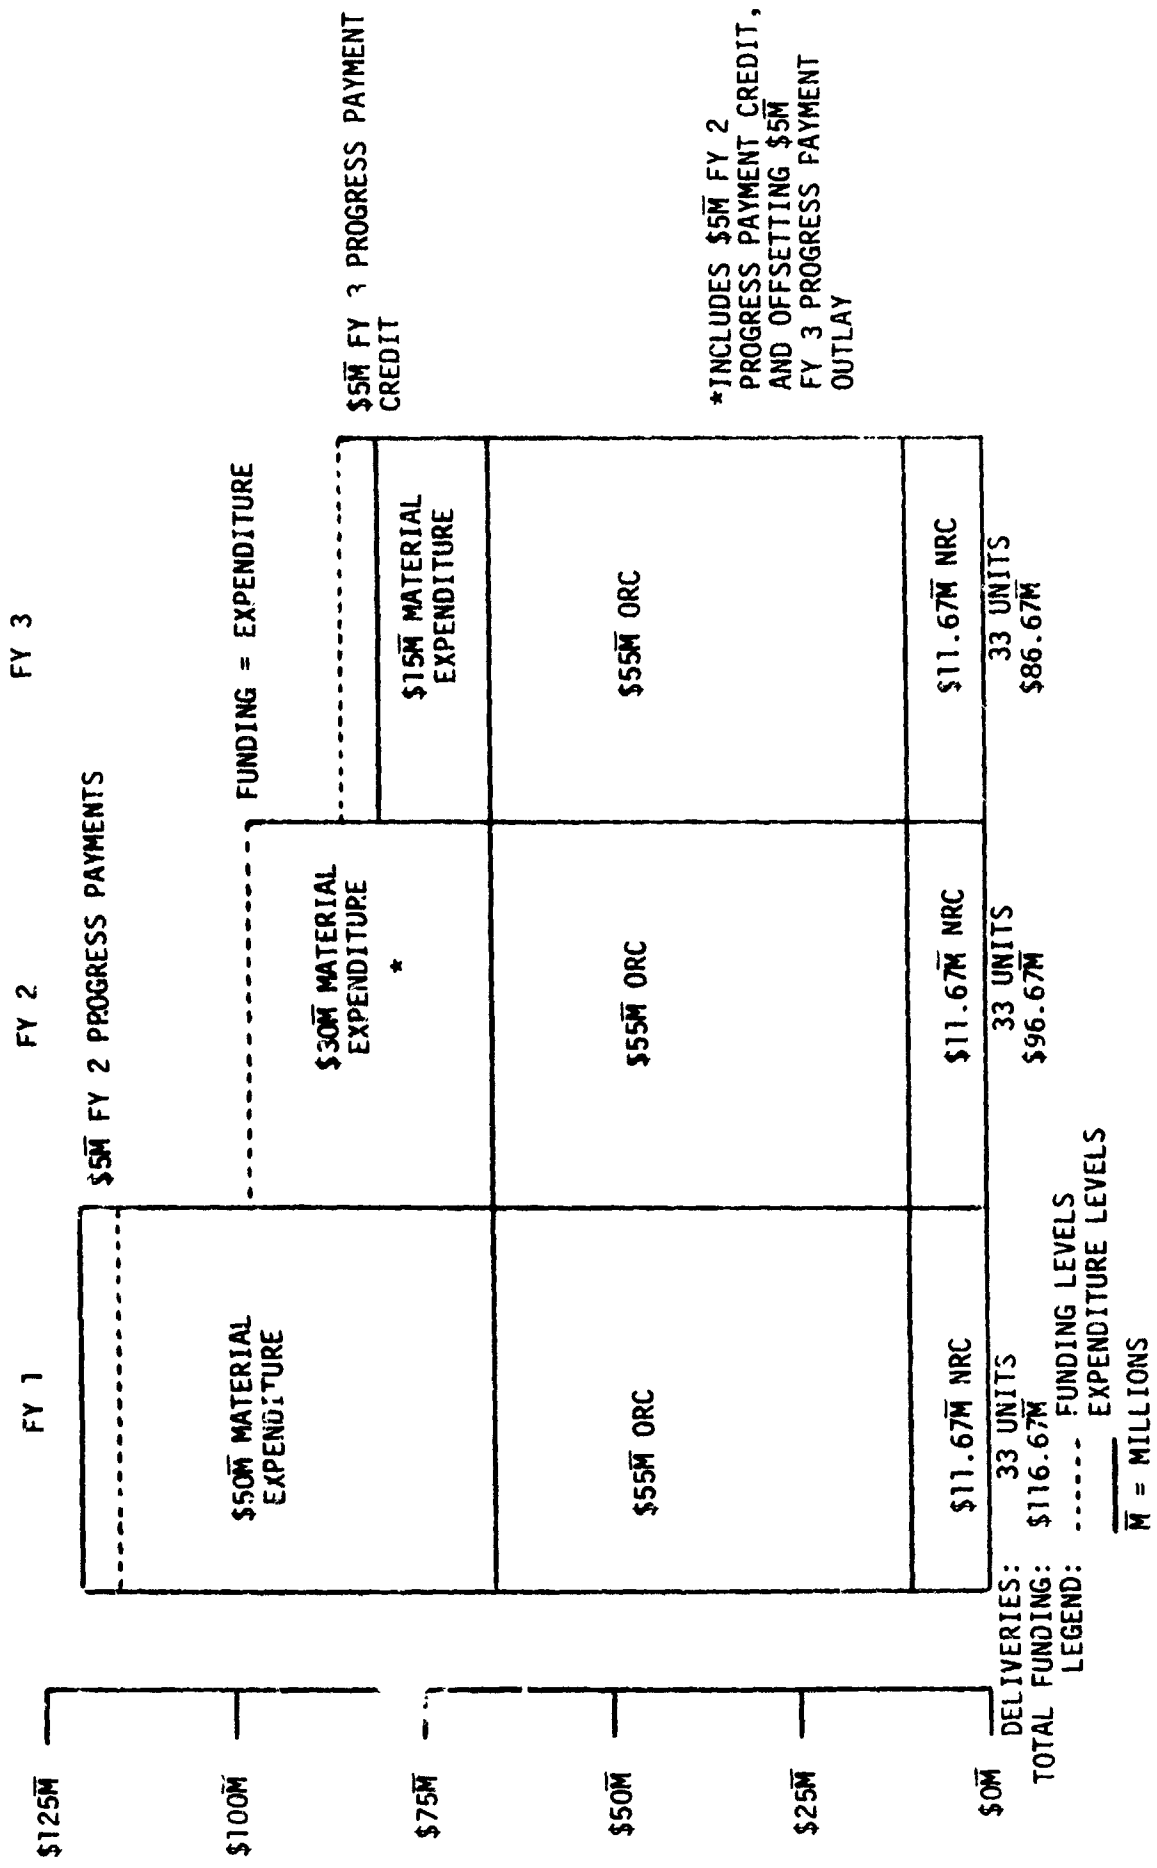 FY 1
FY 2
FY 3
$125M̅
$100M̅
$75M̅
$50M̅
$25M̅
$0M̅
$5M̅ FY 2 PROGRESS PAYMENTS
FUNDING = EXPENDITURE
$5M̅ FY 3 PROGRESS PAYMENT
CREDIT
$50M̅ MATERIAL
EXPENDITURE
$30M̅ MATERIAL
EXPENDITURE
*
$15M̅ MATERIAL
EXPENDITURE
*INCLUDES $5M̅ FY 2
PROGRESS PAYMENT CREDIT,
AND OFFSETTING $5M̅
FY 3 PROGRESS PAYMENT
OUTLAY
$55M̅ ORC
$55M̅ ORC
$55M̅ ORC
$11.67M̅ NRC
$11.67M̅ NRC
$11.67M̅ NRC
DELIVERIES: 33 UNITS 33 UNITS 33 UNITS
TOTAL FUNDING: $116.67M̅ $96.67M̅ $86.67M̅
LEGEND: ----- FUNDING LEVELS
EXPENDITURE LEVELS
M̅ = MILLIONS